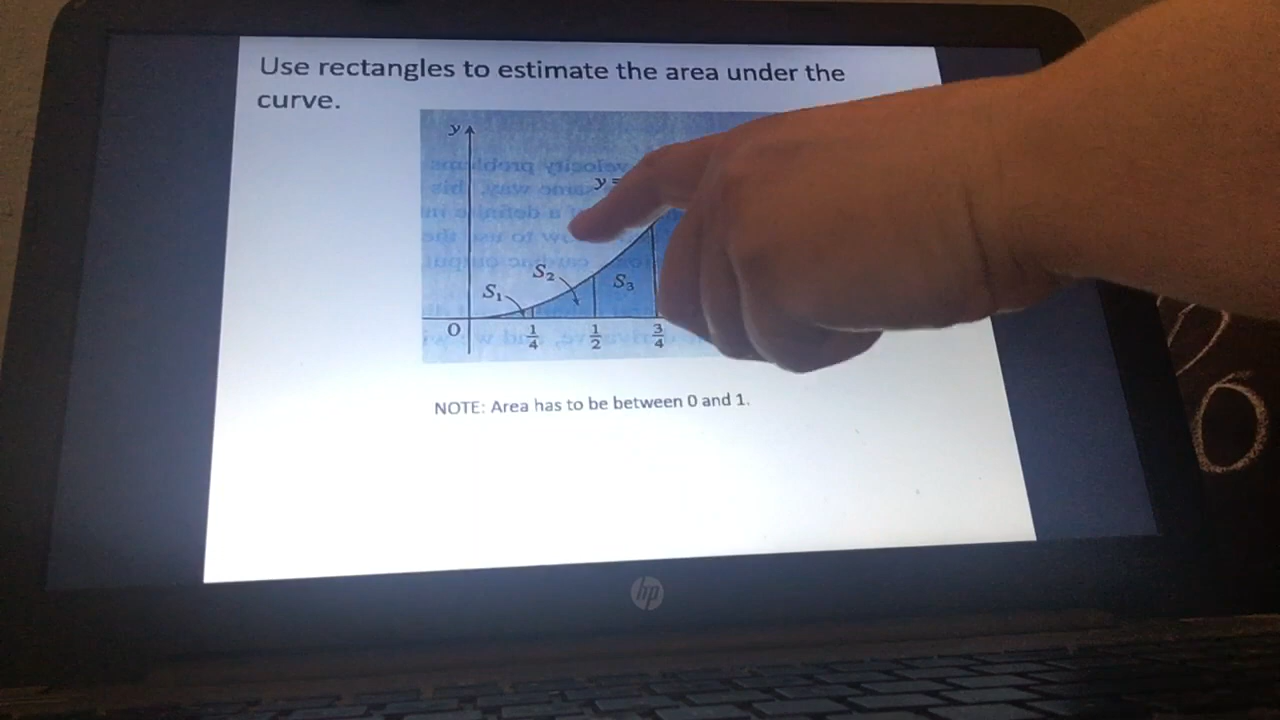 Use rectangles to estimate the area under the
curve.
y
y =
S₂
S₁
S₃
O
1/4
1/2
3/4
NOTE: Area has to be between 0 and 1.
hp